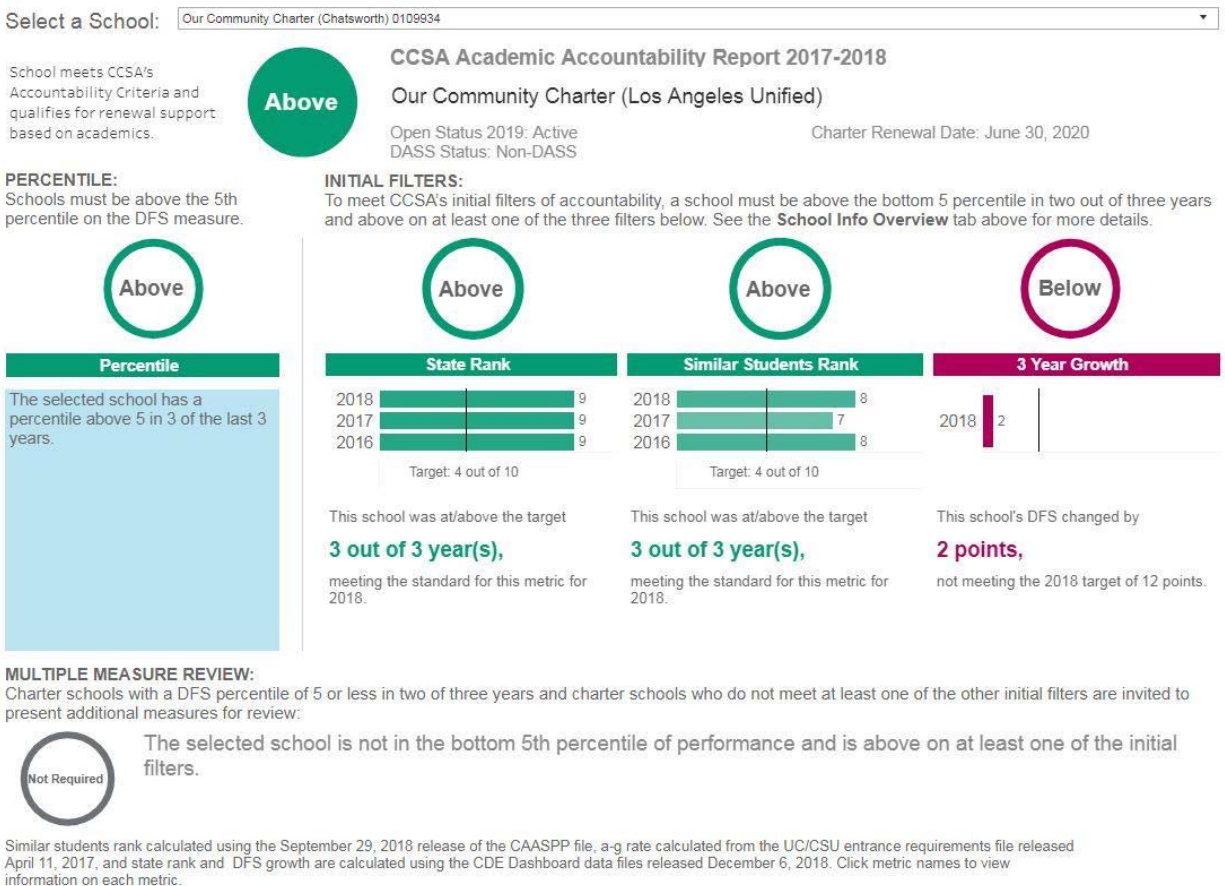 Select a School:
Our Community Charter (Chatsworth) 0109934
School meets CCSA's
Accountability Criteria and
qualifies for renewal support
based on academics.
Above
CCSA Academic Accountability Report 2017-2018
Our Community Charter (Los Angeles Unified)
Open Status 2019: Active
Charter Renewal Date: June 30, 2020
DASS Status: Non-DASS
PERCENTILE:
Schools must be above the 5th
percentile on the DFS measure.
INITIAL FILTERS:
To meet CCSA's initial filters of accountability, a school must be above the bottom 5 percentile in two out of three years
and above on at least one of the three filters below. See the School Info Overview tab above for more details.
Above
Percentile
The selected school has a
percentile above 5 in 3 of the last 3
years.
Above
State Rank
2018 9
2017 9
2016 9
Target: 4 out of 10
This school was at/above the target
3 out of 3 year(s),
meeting the standard for this metric for
2018.
Above
Similar Students Rank
2018 8
2017 7
2016 8
Target: 4 out of 10
This school was at/above the target
3 out of 3 year(s),
meeting the standard for this metric for
2018.
Below
3 Year Growth
2018 2
This school's DFS changed by
2 points,
not meeting the 2018 target of 12 points.
MULTIPLE MEASURE REVIEW:
Charter schools with a DFS percentile of 5 or less in two of three years and charter schools who do not meet at least one of the other initial filters are invited to
present additional measures for review:
Not Required
The selected school is not in the bottom 5th percentile of performance and is above on at least one of the initial
filters.
Similar students rank calculated using the September 29, 2018 release of the CAASPP file, a-g rate calculated from the UC/CSU entrance requirements file released
April 11, 2017, and state rank and DFS growth are calculated using the CDE Dashboard data files released December 6, 2018. Click metric names to view
information on each metric.